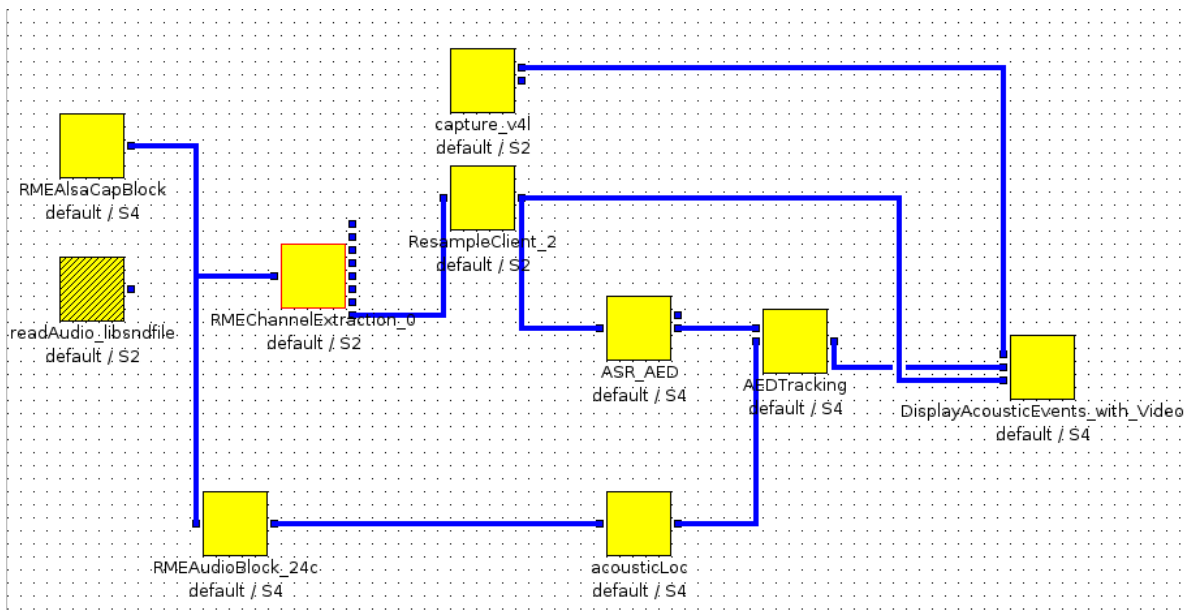 capture_v4l
default / S2
RMEAlsaCapBlock
default / S4
ResampleClient_2
default / S2
RMEChannelExtraction_0
default / S2
readAudio_libsndfile
default / S2
ASR_AED
default / S4
AEDTracking
default / S4
DisplayAcousticEvents_with_Video
default / S4
RMEAudioBlock_24c
default / S4
acousticLoc
default / S4